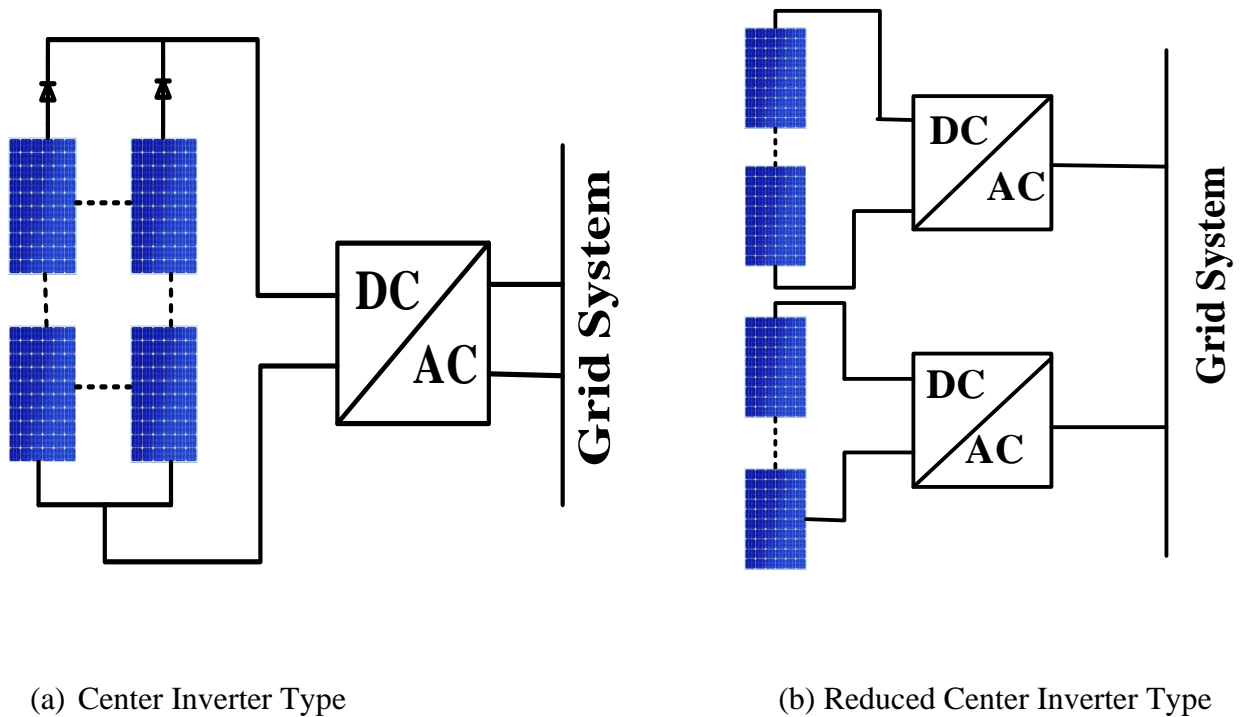 DC
AC
Grid System
DC
AC
DC
AC
Grid System
(a) Center Inverter Type
(b) Reduced Center Inverter Type